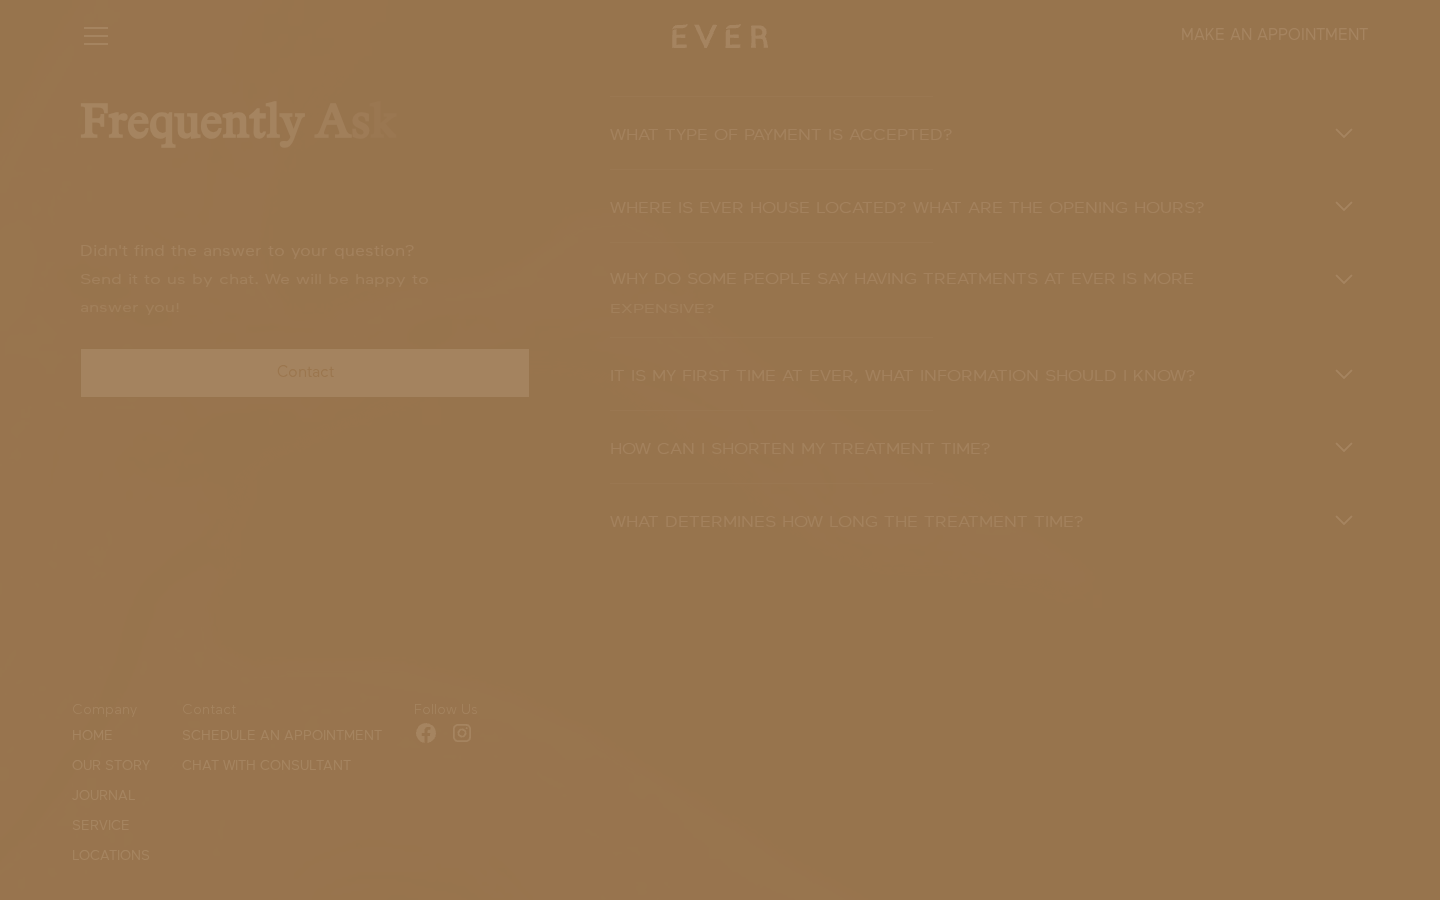 EVER
MAKE AN APPOINTMENT
Frequently Ask
Didn't find the answer to your question?
Send it to us by chat. We will be happy to
answer you!
Contact
WHAT TYPE OF PAYMENT IS ACCEPTED?
WHERE IS EVER HOUSE LOCATED? WHAT ARE THE OPENING HOURS?
WHY DO SOME PEOPLE SAY HAVING TREATMENTS AT EVER IS MORE
EXPENSIVE?
IT IS MY FIRST TIME AT EVER, WHAT INFORMATION SHOULD I KNOW?
HOW CAN I SHORTEN MY TREATMENT TIME?
WHAT DETERMINES HOW LONG THE TREATMENT TIME?
Company
HOME
OUR STORY
JOURNAL
SERVICE
LOCATIONS
Contact
SCHEDULE AN APPOINTMENT
CHAT WITH CONSULTANT
Follow Us